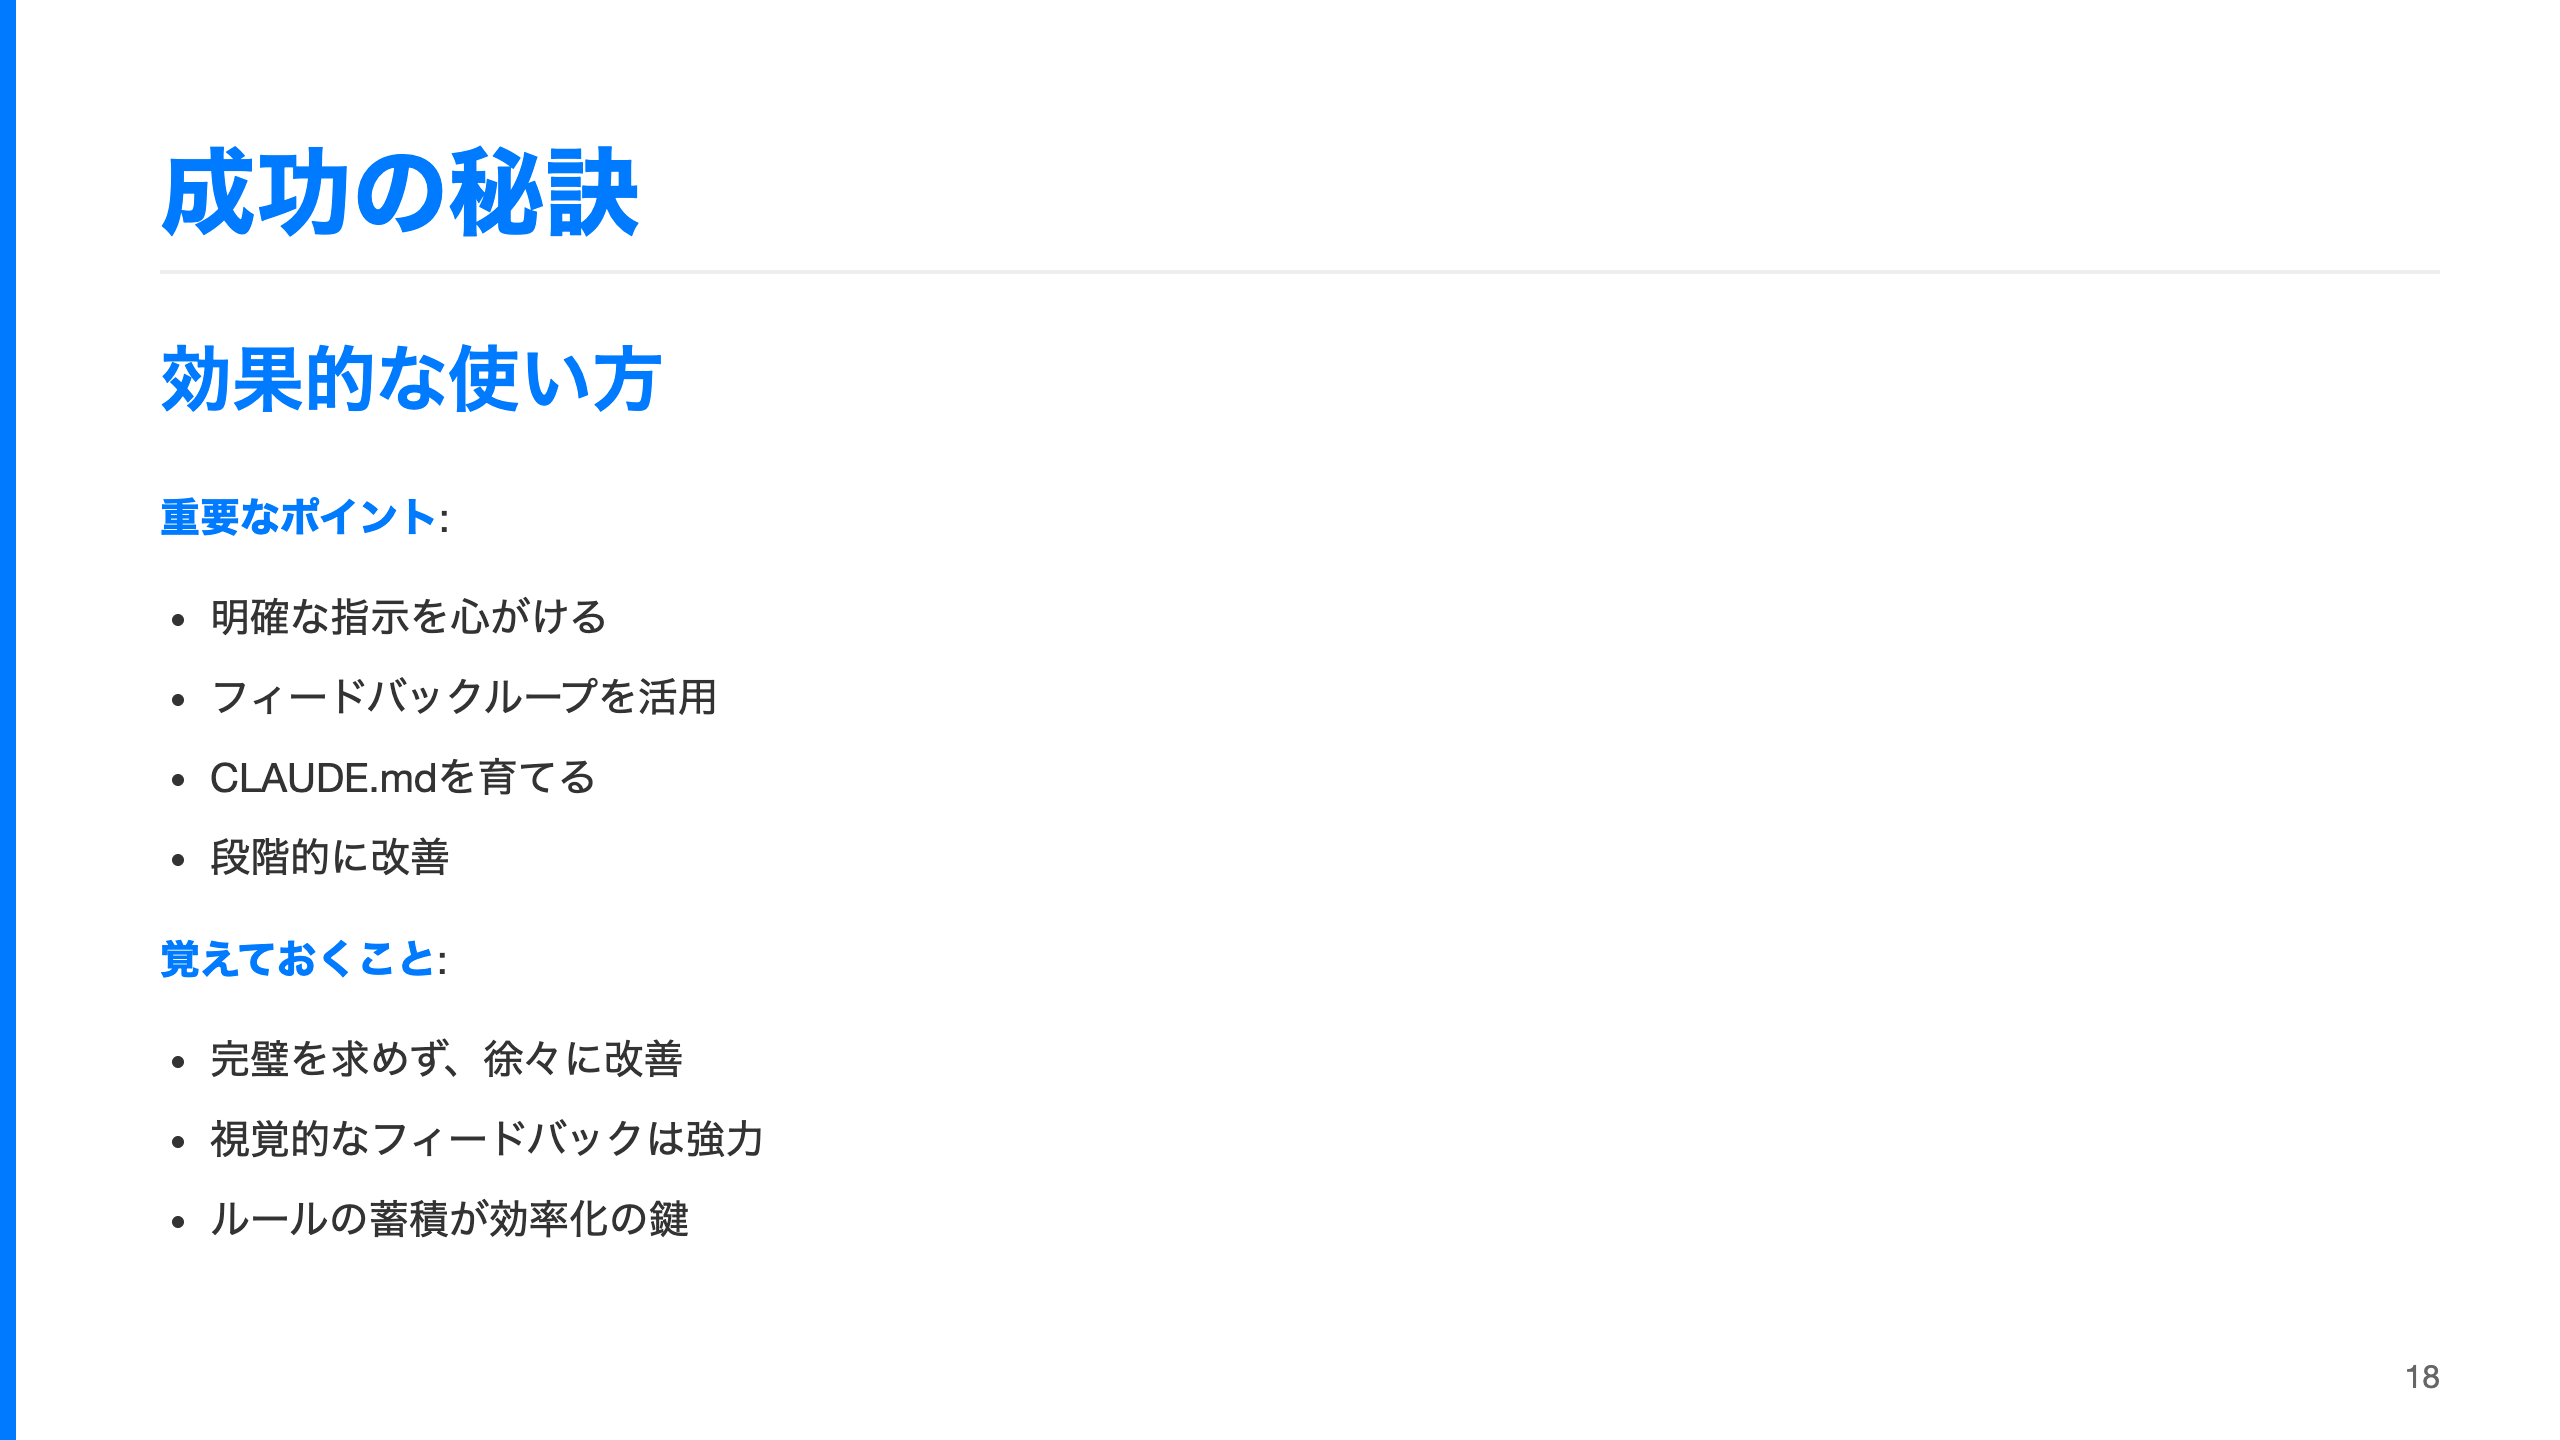 成功の秘訣
効果的な使い方
重要なポイント:
• 明確な指示を心がける
• フィードバックループを活用
• CLAUDE.mdを育てる
• 段階的に改善
覚えておくこと:
• 完璧を求めず、徐々に改善
• 視覚的なフィードバックは強力
• ルールの蓄積が効率化の鍵
18